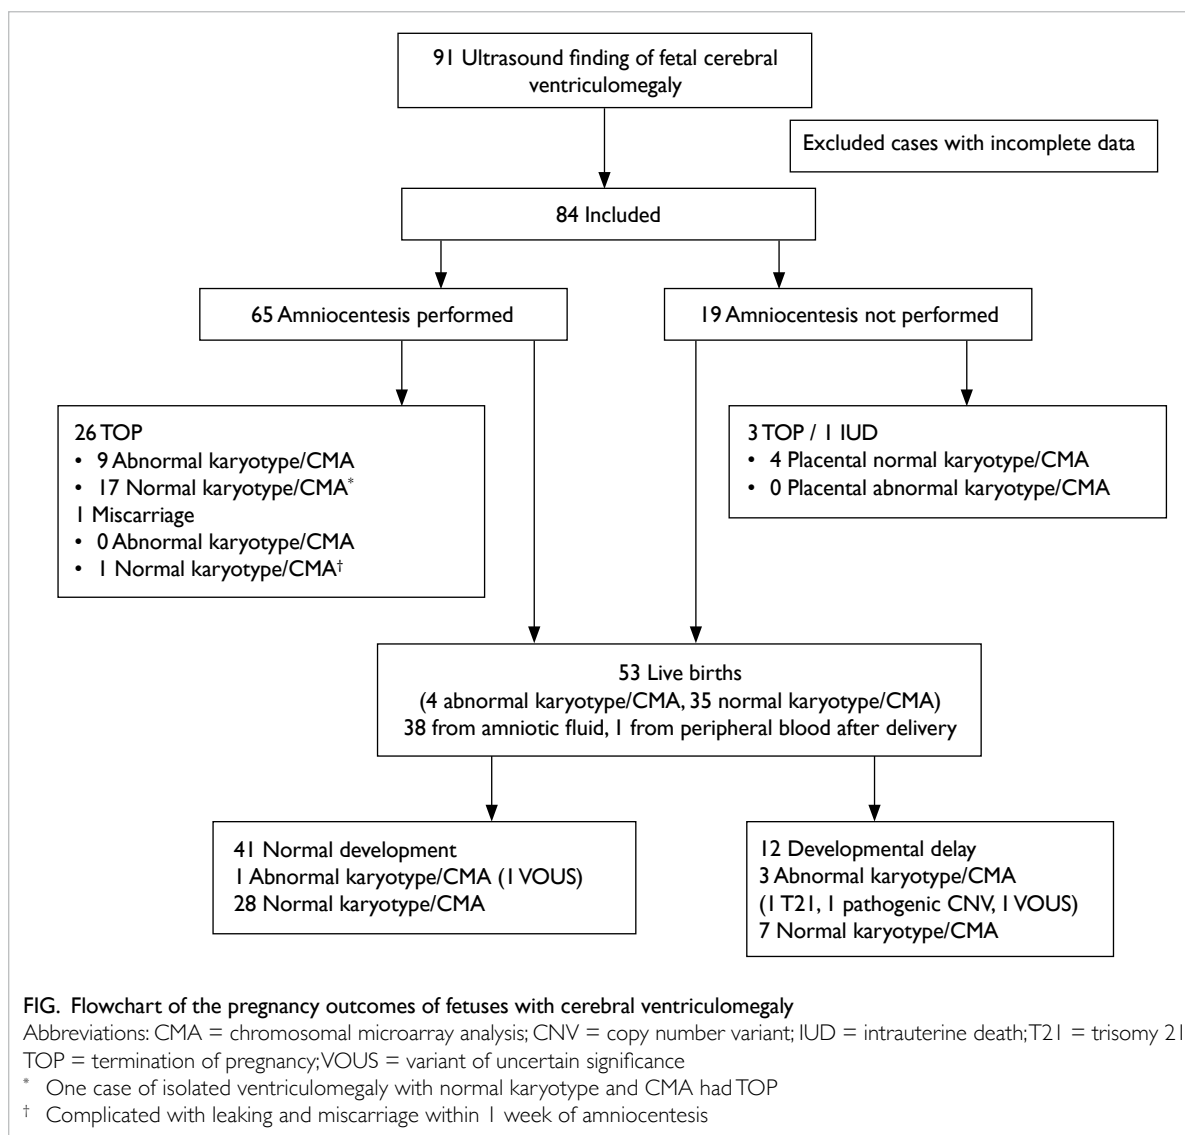 91 Ultrasound finding of fetal cerebral
ventriculomegaly
Excluded cases with incomplete data
84 Included
65 Amniocentesis performed
19 Amniocentesis not performed
26 TOP
• 9 Abnormal karyotype/CMA
• 17 Normal karyotype/CMA*
1 Miscarriage
• 0 Abnormal karyotype/CMA
• 1 Normal karyotype/CMA†
3 TOP / 1 IUD
• 4 Placental normal karyotype/CMA
• 0 Placental abnormal karyotype/CMA
53 Live births
(4 abnormal karyotype/CMA, 35 normal karyotype/CMA)
38 from amniotic fluid, 1 from peripheral blood after delivery
41 Normal development
1 Abnormal karyotype/CMA (1 VOUS)
28 Normal karyotype/CMA
12 Developmental delay
3 Abnormal karyotype/CMA
(1 T21, 1 pathogenic CNV, 1 VOUS)
7 Normal karyotype/CMA
FIG. Flowchart of the pregnancy outcomes of fetuses with cerebral ventriculomegaly
Abbreviations: CMA = chromosomal microarray analysis; CNV = copy number variant; IUD = intrauterine death; T21 = trisomy 21
TOP = termination of pregnancy; VOUS = variant of uncertain significance
* One case of isolated ventriculomegaly with normal karyotype and CMA had TOP
† Complicated with leaking and miscarriage within 1 week of amniocentesis